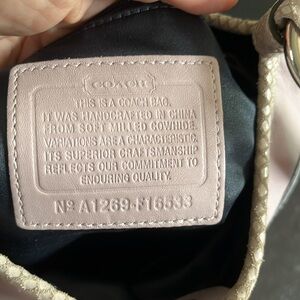 COACH
THIS IS A COACH BAG.
IT WAS HANDCRAFTED IN CHINA
FROM SOFT MILLED COWHIDE.
VARIATIONS ARE A CHARACTERISTIC.
ITS SUPERIOR CRAFTSMANSHIP
REFLECTS OUR COMMITMENT TO
ENDURING QUALITY.
Nº A1269-F16533